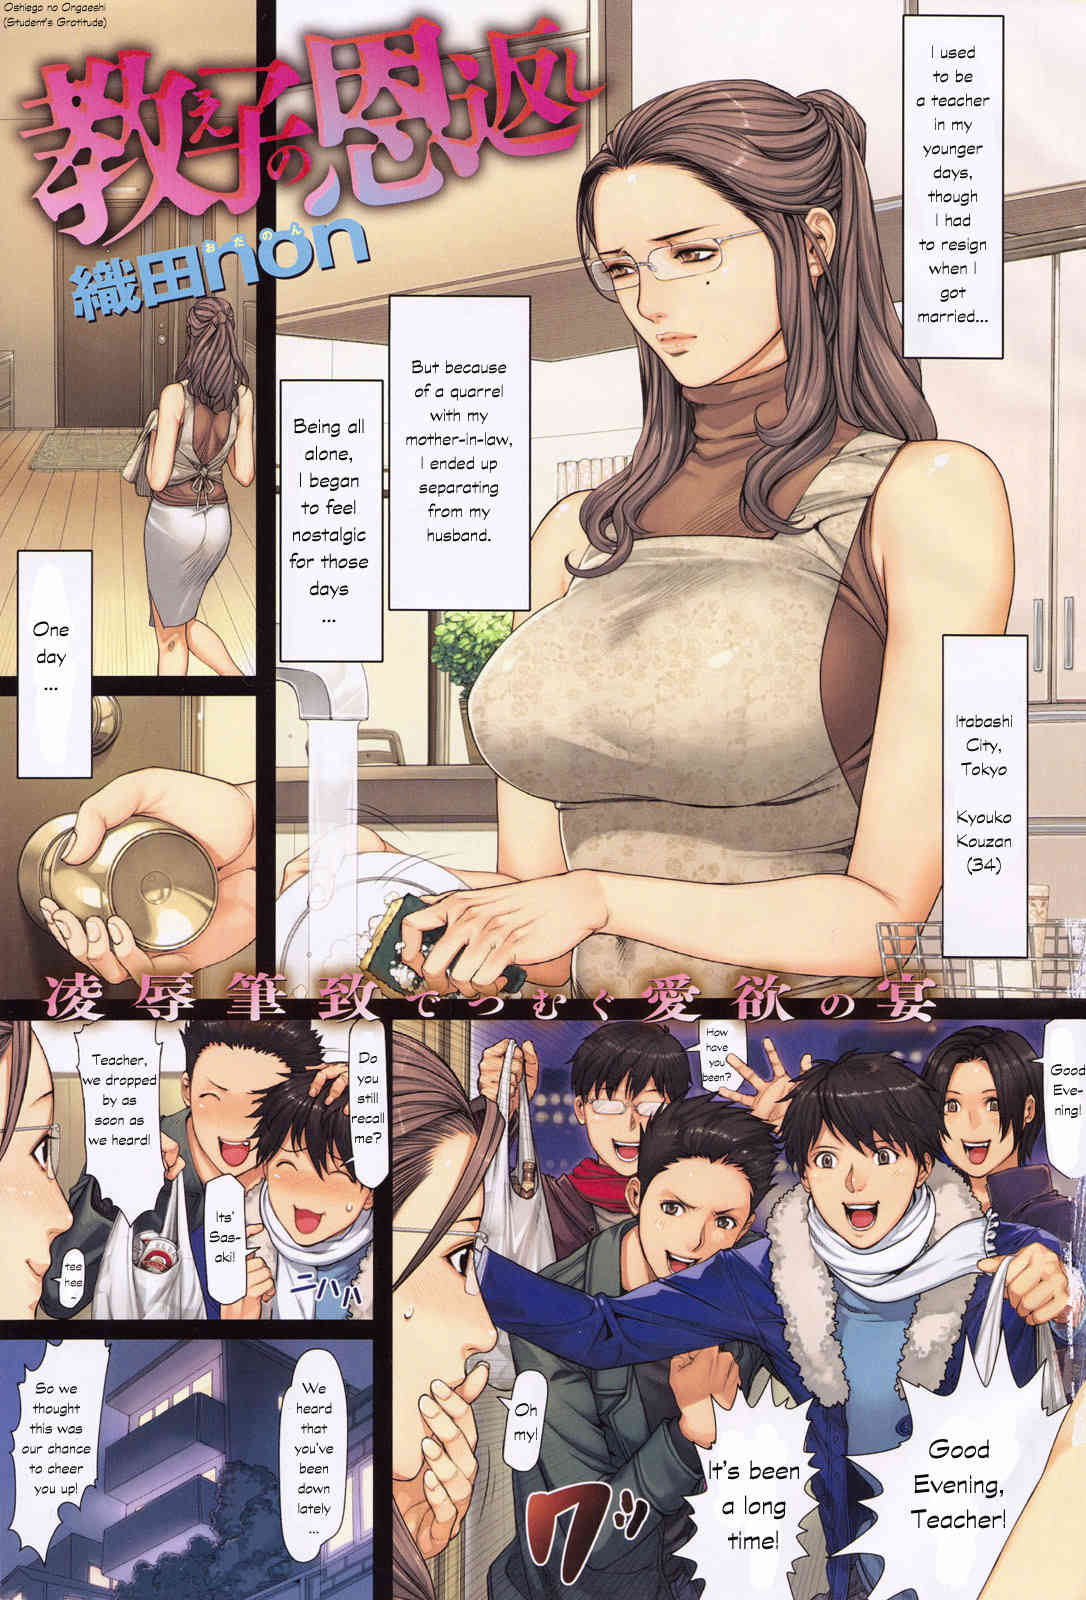 Oshiego no Ongaeshi
(Student's Gratitude)
教え子の恩返し
織田non
おだのん
I used
to be
a teacher
in my
younger
days,
though
I had
to resign
when I
got
married...
But because
of a quarrel
with my
mother-in-law,
I ended up
separating
from my
husband.
Being all
alone,
I began
to feel
nostalgic
for those
days
...
Itabashi
City,
Tokyo
Kyouko
Kouzan
(34)
One
day
...
凌辱筆致でつむぐ愛欲の宴
Good
Eve-
ning!
How
have
you
been?
Good
Evening,
Teacher!
It's been
a long
time!
Oh
my!
ワッ
Do
you
still
recall
me?
Teacher,
we dropped
by as
soon as
we heard!
Its'
Sas-
aki!
tee
hee
~
ニハハ
We
heard
that
you've
been
down
lately
...
So we
thought
this was
our chance
to cheer
you up!